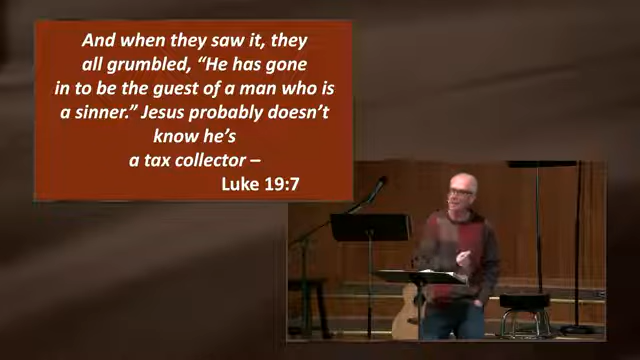 And when they saw it, they
all grumbled, “He has gone
in to be the guest of a man who is
a sinner.” Jesus probably doesn’t
know he’s
a tax collector –
Luke 19:7